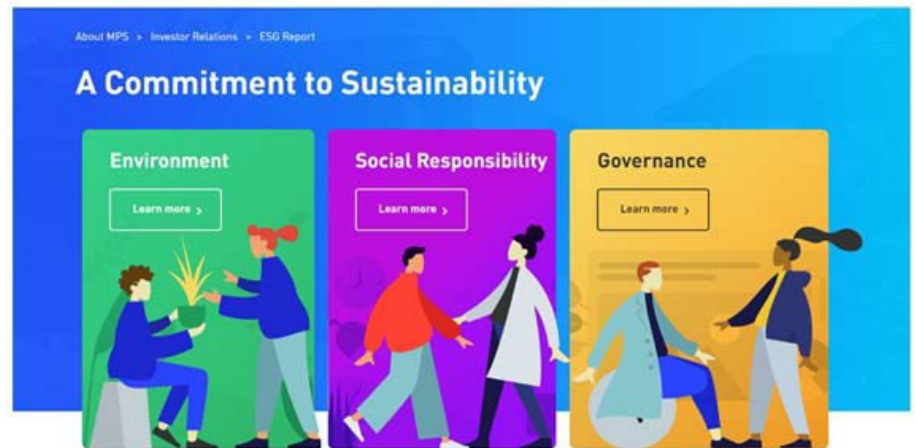 About MPS > Investor Relations > ESG Report
A Commitment to Sustainability
Environment
Learn more >
Social Responsibility
Learn more >
Governance
Learn more >